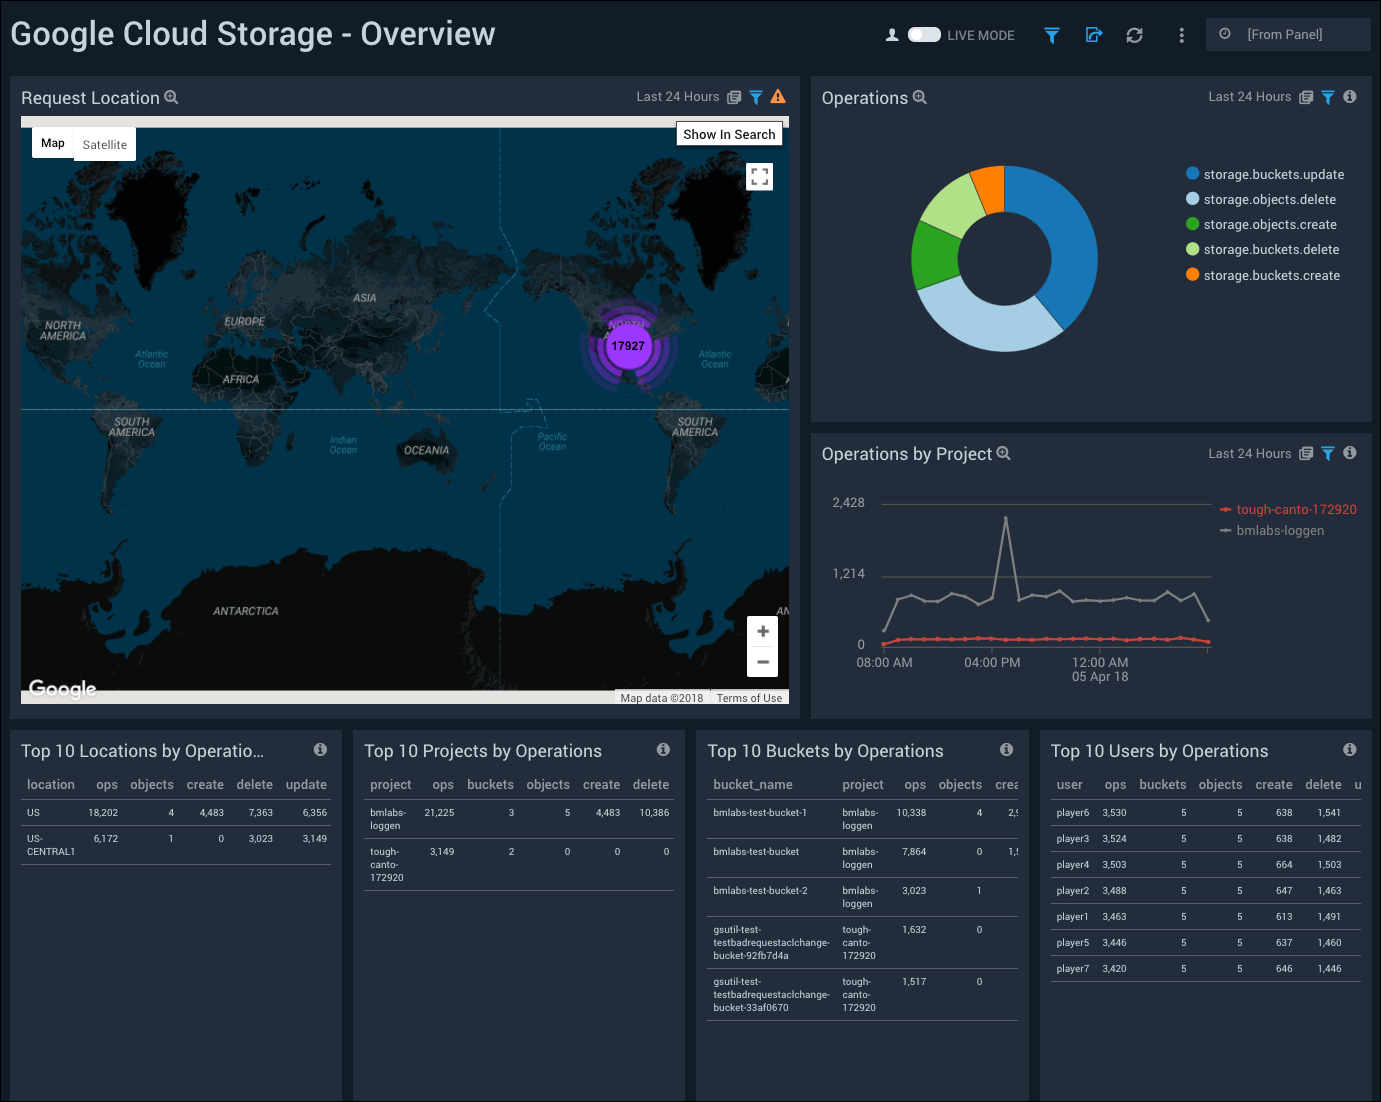 Google Cloud Storage - Overview
LIVE MODE
[From Panel]
Request Location
Last 24 Hours
Map
Satellite
Show In Search
NORTH
AMERICA
Atlantic
Ocean
EUROPE
ASIA
AFRICA
SOUTH
AMERICA
Indian
Ocean
OCEANIA
Pacific
Ocean
NORTH
17927
Atlantic
Ocean
SOUTH
AMERICA
ANTARCTICA
Google
Map data ©2018
Terms of Use
Operations
Last 24 Hours
storage.buckets.update
storage.objects.delete
storage.objects.create
storage.buckets.delete
storage.buckets.create
Operations by Project
Last 24 Hours
2,428
1,214
0
08:00 AM
04:00 PM
12:00 AM
05 Apr 18
tough-canto-172920
bmlabs-loggen
Top 10 Locations by Operatio...
location ops objects create delete update
US 18,202 4 4,483 7,363 6,356
US-
CENTRAL1 6,172 1 0 3,023 3,149
Top 10 Projects by Operations
project ops buckets objects create delete
bmlabs-
loggen 21,225 3 5 4,483 10,386
tough-
canto-
172920 3,149 2 0 0 0
Top 10 Buckets by Operations
bucket_name project ops objects
bmlabs-test-bucket-1 bmlabs-
loggen 10,338 4
bmlabs-test-bucket bmlabs-
loggen 7,864 0
bmlabs-test-bucket-2 bmlabs-
loggen 3,023 1
gsutil-test- tough- 1,632 0
testbadrequestaclchange- canto-
bucket-92fb7d4a 172920
gsutil-test- tough- 1,517 0
testbadrequestaclchange- canto-
bucket-33af0670 172920
Top 10 Users by Operations
user ops buckets objects create delete
player6 3,530 5 5 638 1,541
player3 3,524 5 5 638 1,482
player4 3,503 5 5 664 1,503
player2 3,488 5 5 647 1,463
player1 3,463 5 5 613 1,491
player5 3,446 5 5 637 1,460
player7 3,420 5 5 646 1,446